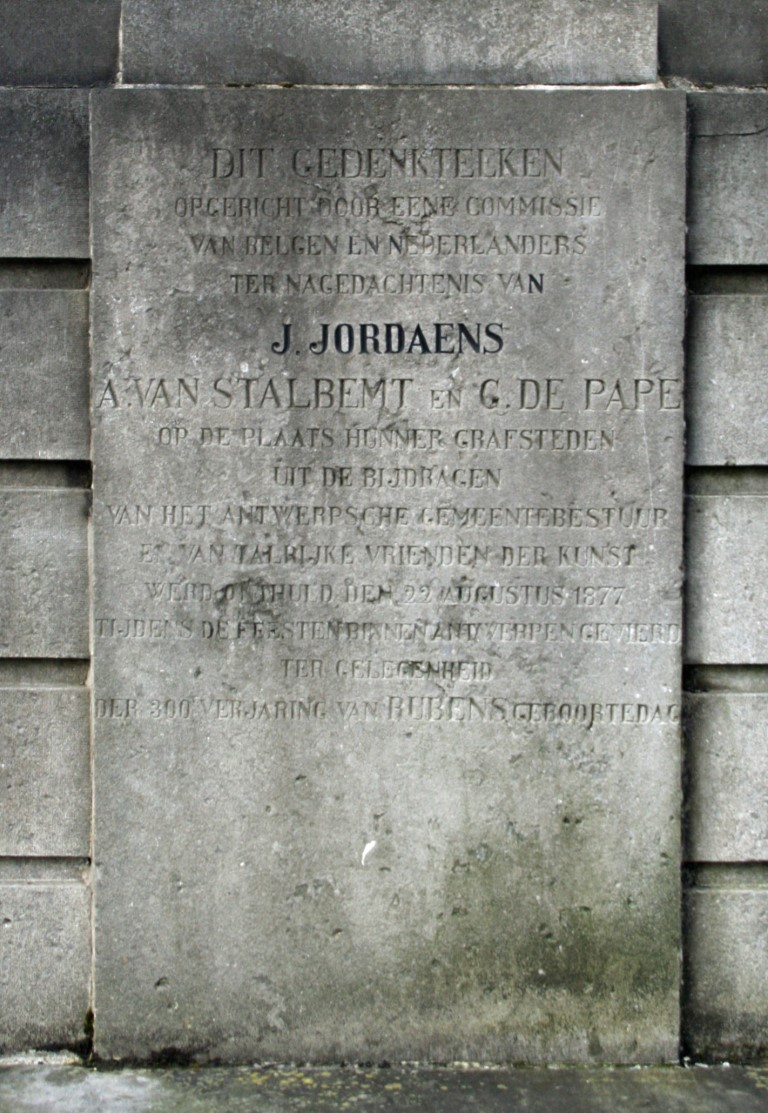 DIT GEDENKTEEKEN
OPGERICHT DOOR EENE COMMISSIE
VAN BELGEN EN NEDERLANDERS
TER NAGEDACHTENIS VAN
J. JORDAENS
A. VAN STALBEMT EN G. DE PAPE
OP DE PLAATS HUNNER GRAFSTEDEN
UIT DE BIJDRAGEN
VAN HET ANTWERPSCHE GEMEENTEBESTUUR
EN VAN TALRIJKE VRIENDEN DER KUNST
WERD ONTHULD DEN 22 AUGUSTUS 1877
TIJDENS DE FEESTEN BINNEN ANTWERPEN GEVIERD
TER GELEGENHEID
DER 300e VERJARING VAN RUBENS GEBOORTEDAG